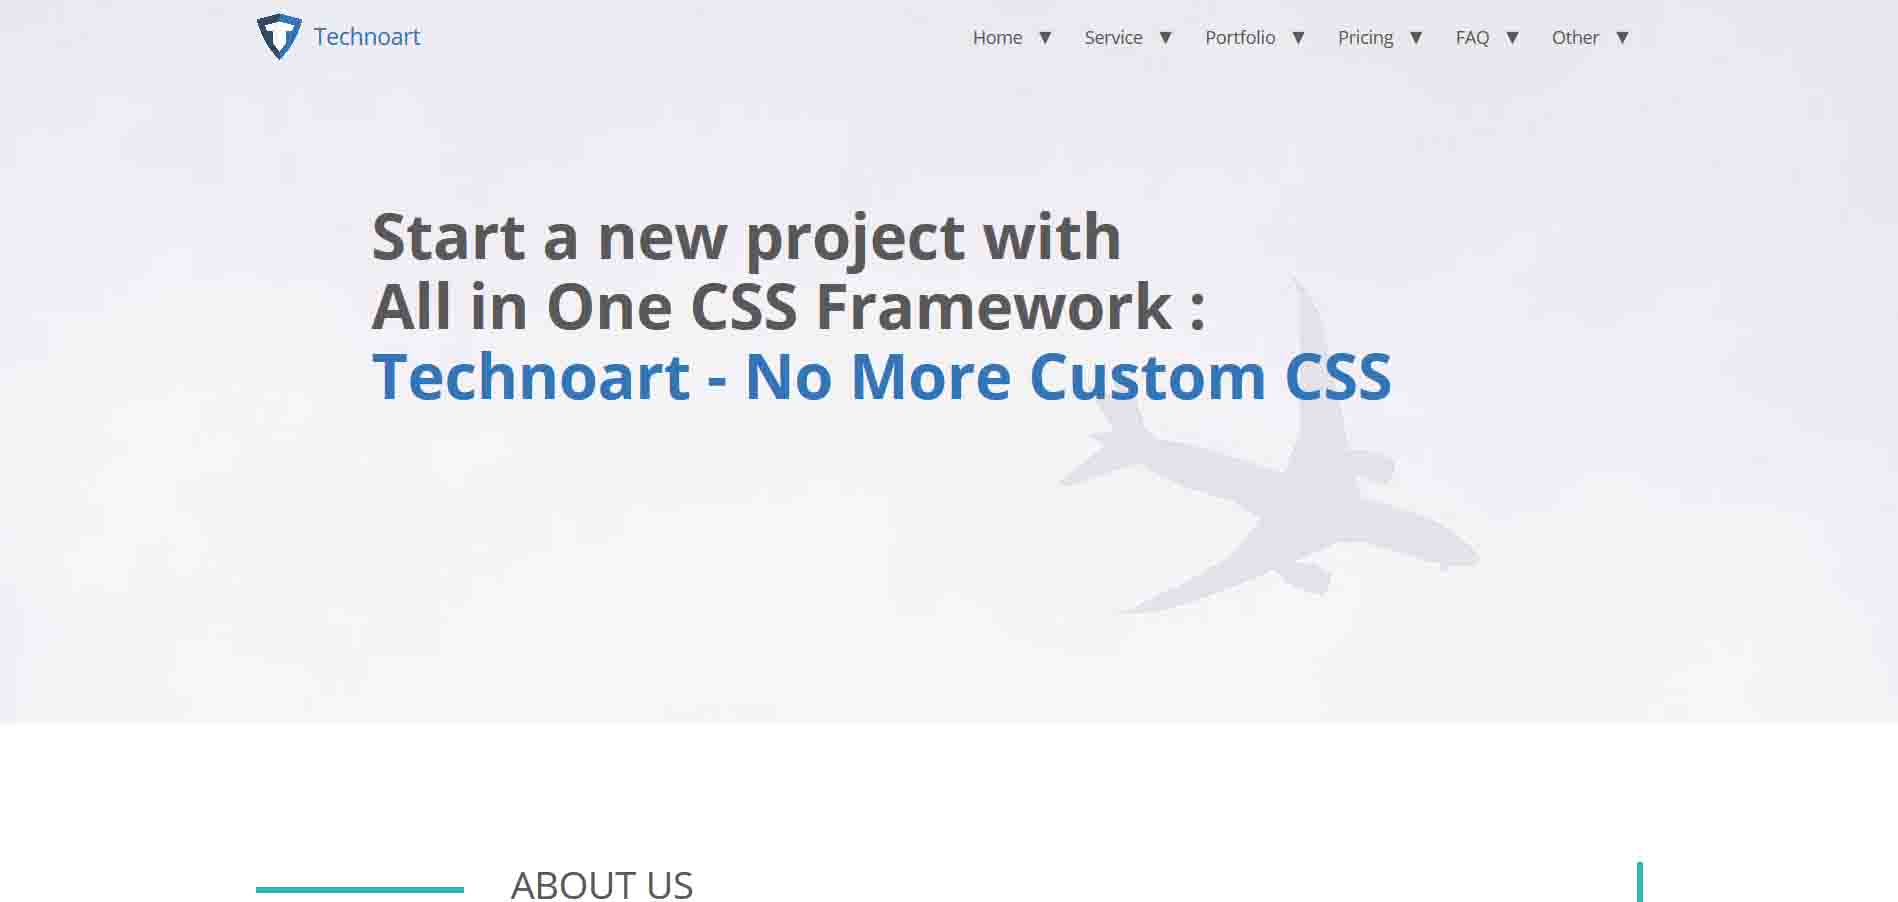 Technoart
Home ▼ Service ▼ Portfolio ▼ Pricing ▼ FAQ ▼ Other ▼
Start a new project with
All in One CSS Framework :
Technoart - No More Custom CSS
ABOUT US